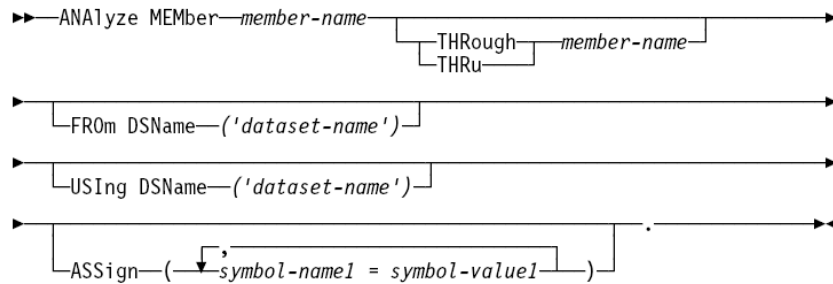 ANAlyze MEMber member-name
THRough member-name
THRu
FROm DSName ('dataset-name')
USIng DSName ('dataset-name')
.
,
ASSign ( symbol-name1 = symbol-value1 )